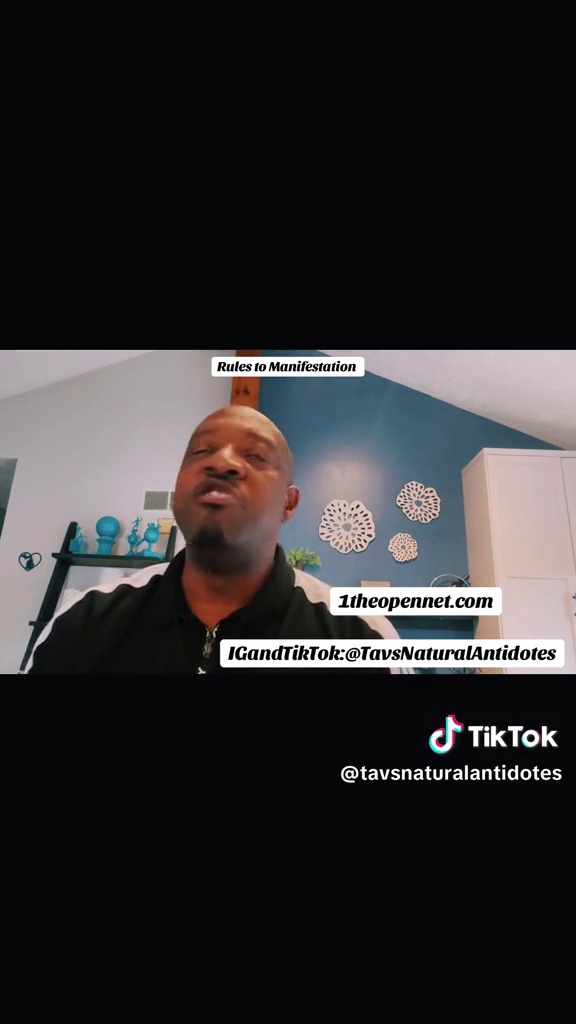 Rules to Manifestation
1theopennet.com
IGandTikTok:@TavsNaturalAntidotes
TikTok
@tavsnaturalantidotes